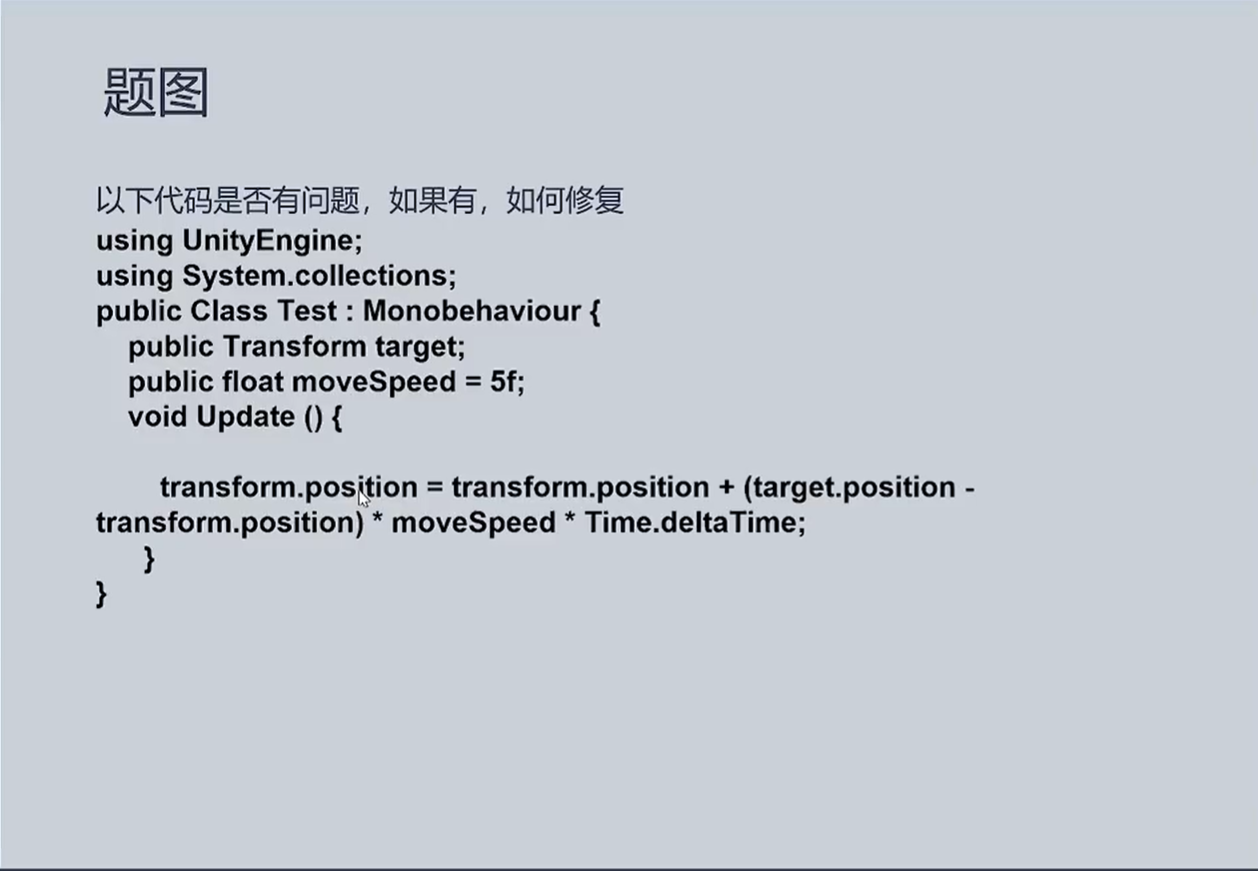 题图
以下代码是否有问题，如果有，如何修复
using UnityEngine;
using System.collections;
public Class Test : Monobehaviour {
public Transform target;
public float moveSpeed = 5f;
void Update () {
transform.position = transform.position + (target.position -
transform.position) * moveSpeed * Time.deltaTime;
}
}